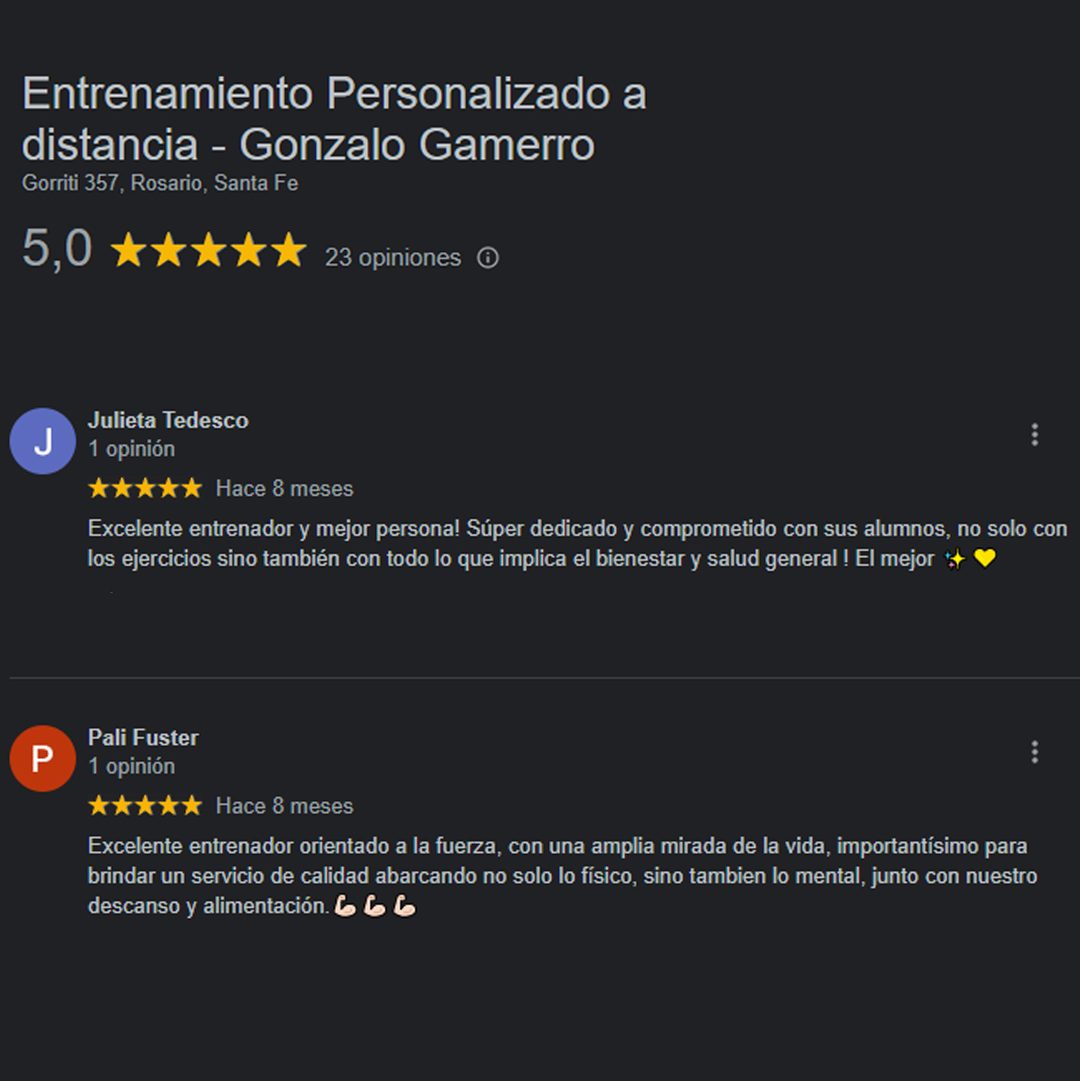 Entrenamiento Personalizado a
distancia - Gonzalo Gamerro
Gorriti 357, Rosario, Santa Fe
5,0 ★★★★★ 23 opiniones
J
Julieta Tedesco
1 opinión
★★★★★ Hace 8 meses
Excelente entrenador y mejor persona! Súper dedicado y comprometido con sus alumnos, no solo con
los ejercicios sino también con todo lo que implica el bienestar y salud general ! El mejor ✨💛
P
Pali Fuster
1 opinión
★★★★★ Hace 8 meses
Excelente entrenador orientado a la fuerza, con una amplia mirada de la vida, importantísimo para
brindar un servicio de calidad abarcando no solo lo físico, sino tambien lo mental, junto con nuestro
descanso y alimentación.💪🏻💪🏻💪🏻